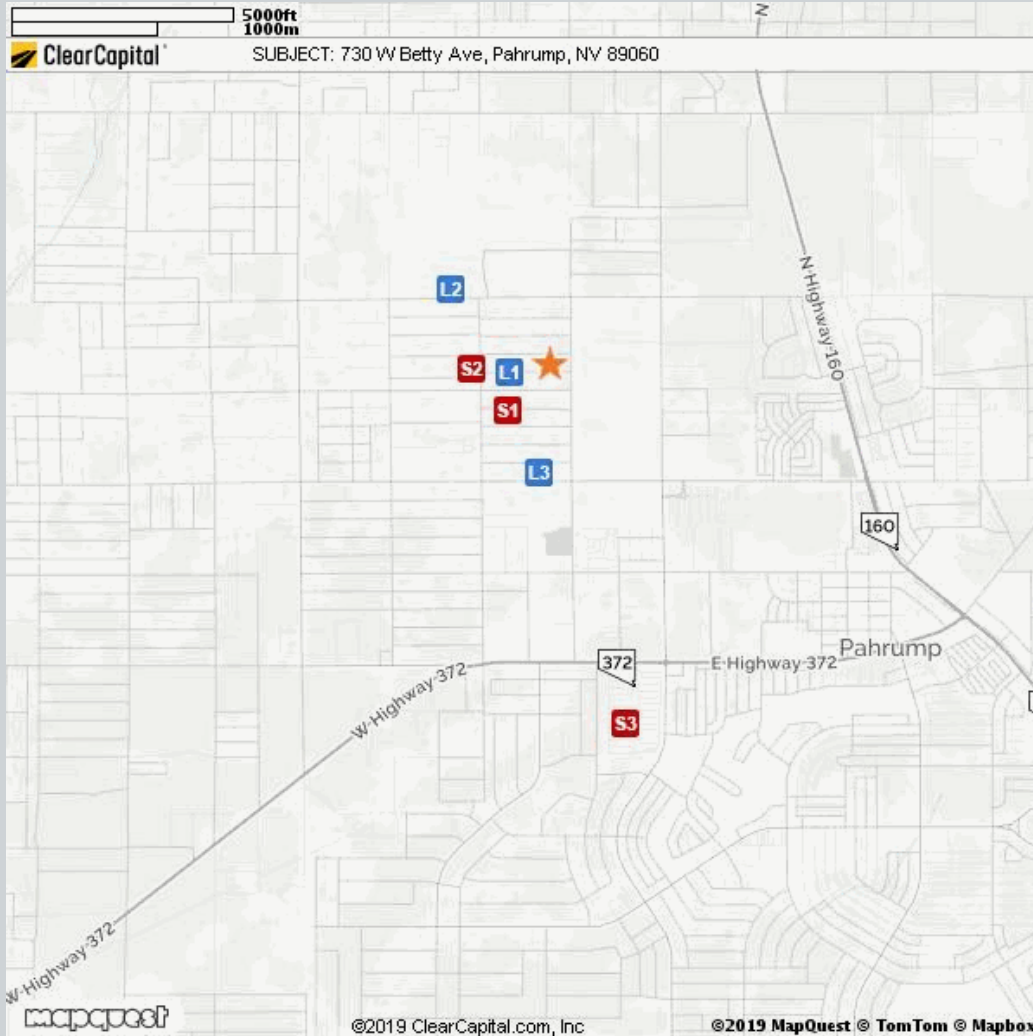 5000ft
1000m
N
ClearCapital
SUBJECT: 730 W Betty Ave, Pahrump, NV 89060
N Highway 160
L2
S2
L1
S1
L3
160
Pahrump
372
E Highway 372
W Highway 372
S3
W Highway 372
mapquest
©2019 ClearCapital.com, Inc
©2019 MapQuest © TomTom © Mapbox